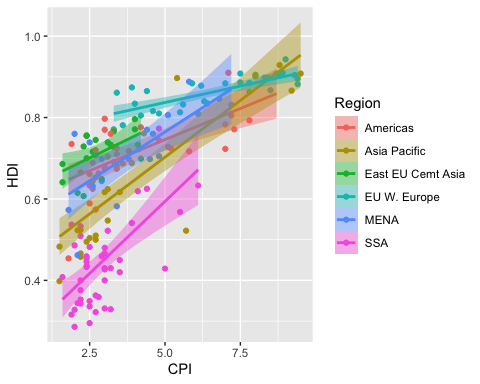 1.0
0.8
0.6
0.4
HDI
2.5 5.0 7.5
CPI
Region
Americas
Asia Pacific
East EU Cemt Asia
EU W. Europe
MENA
SSA